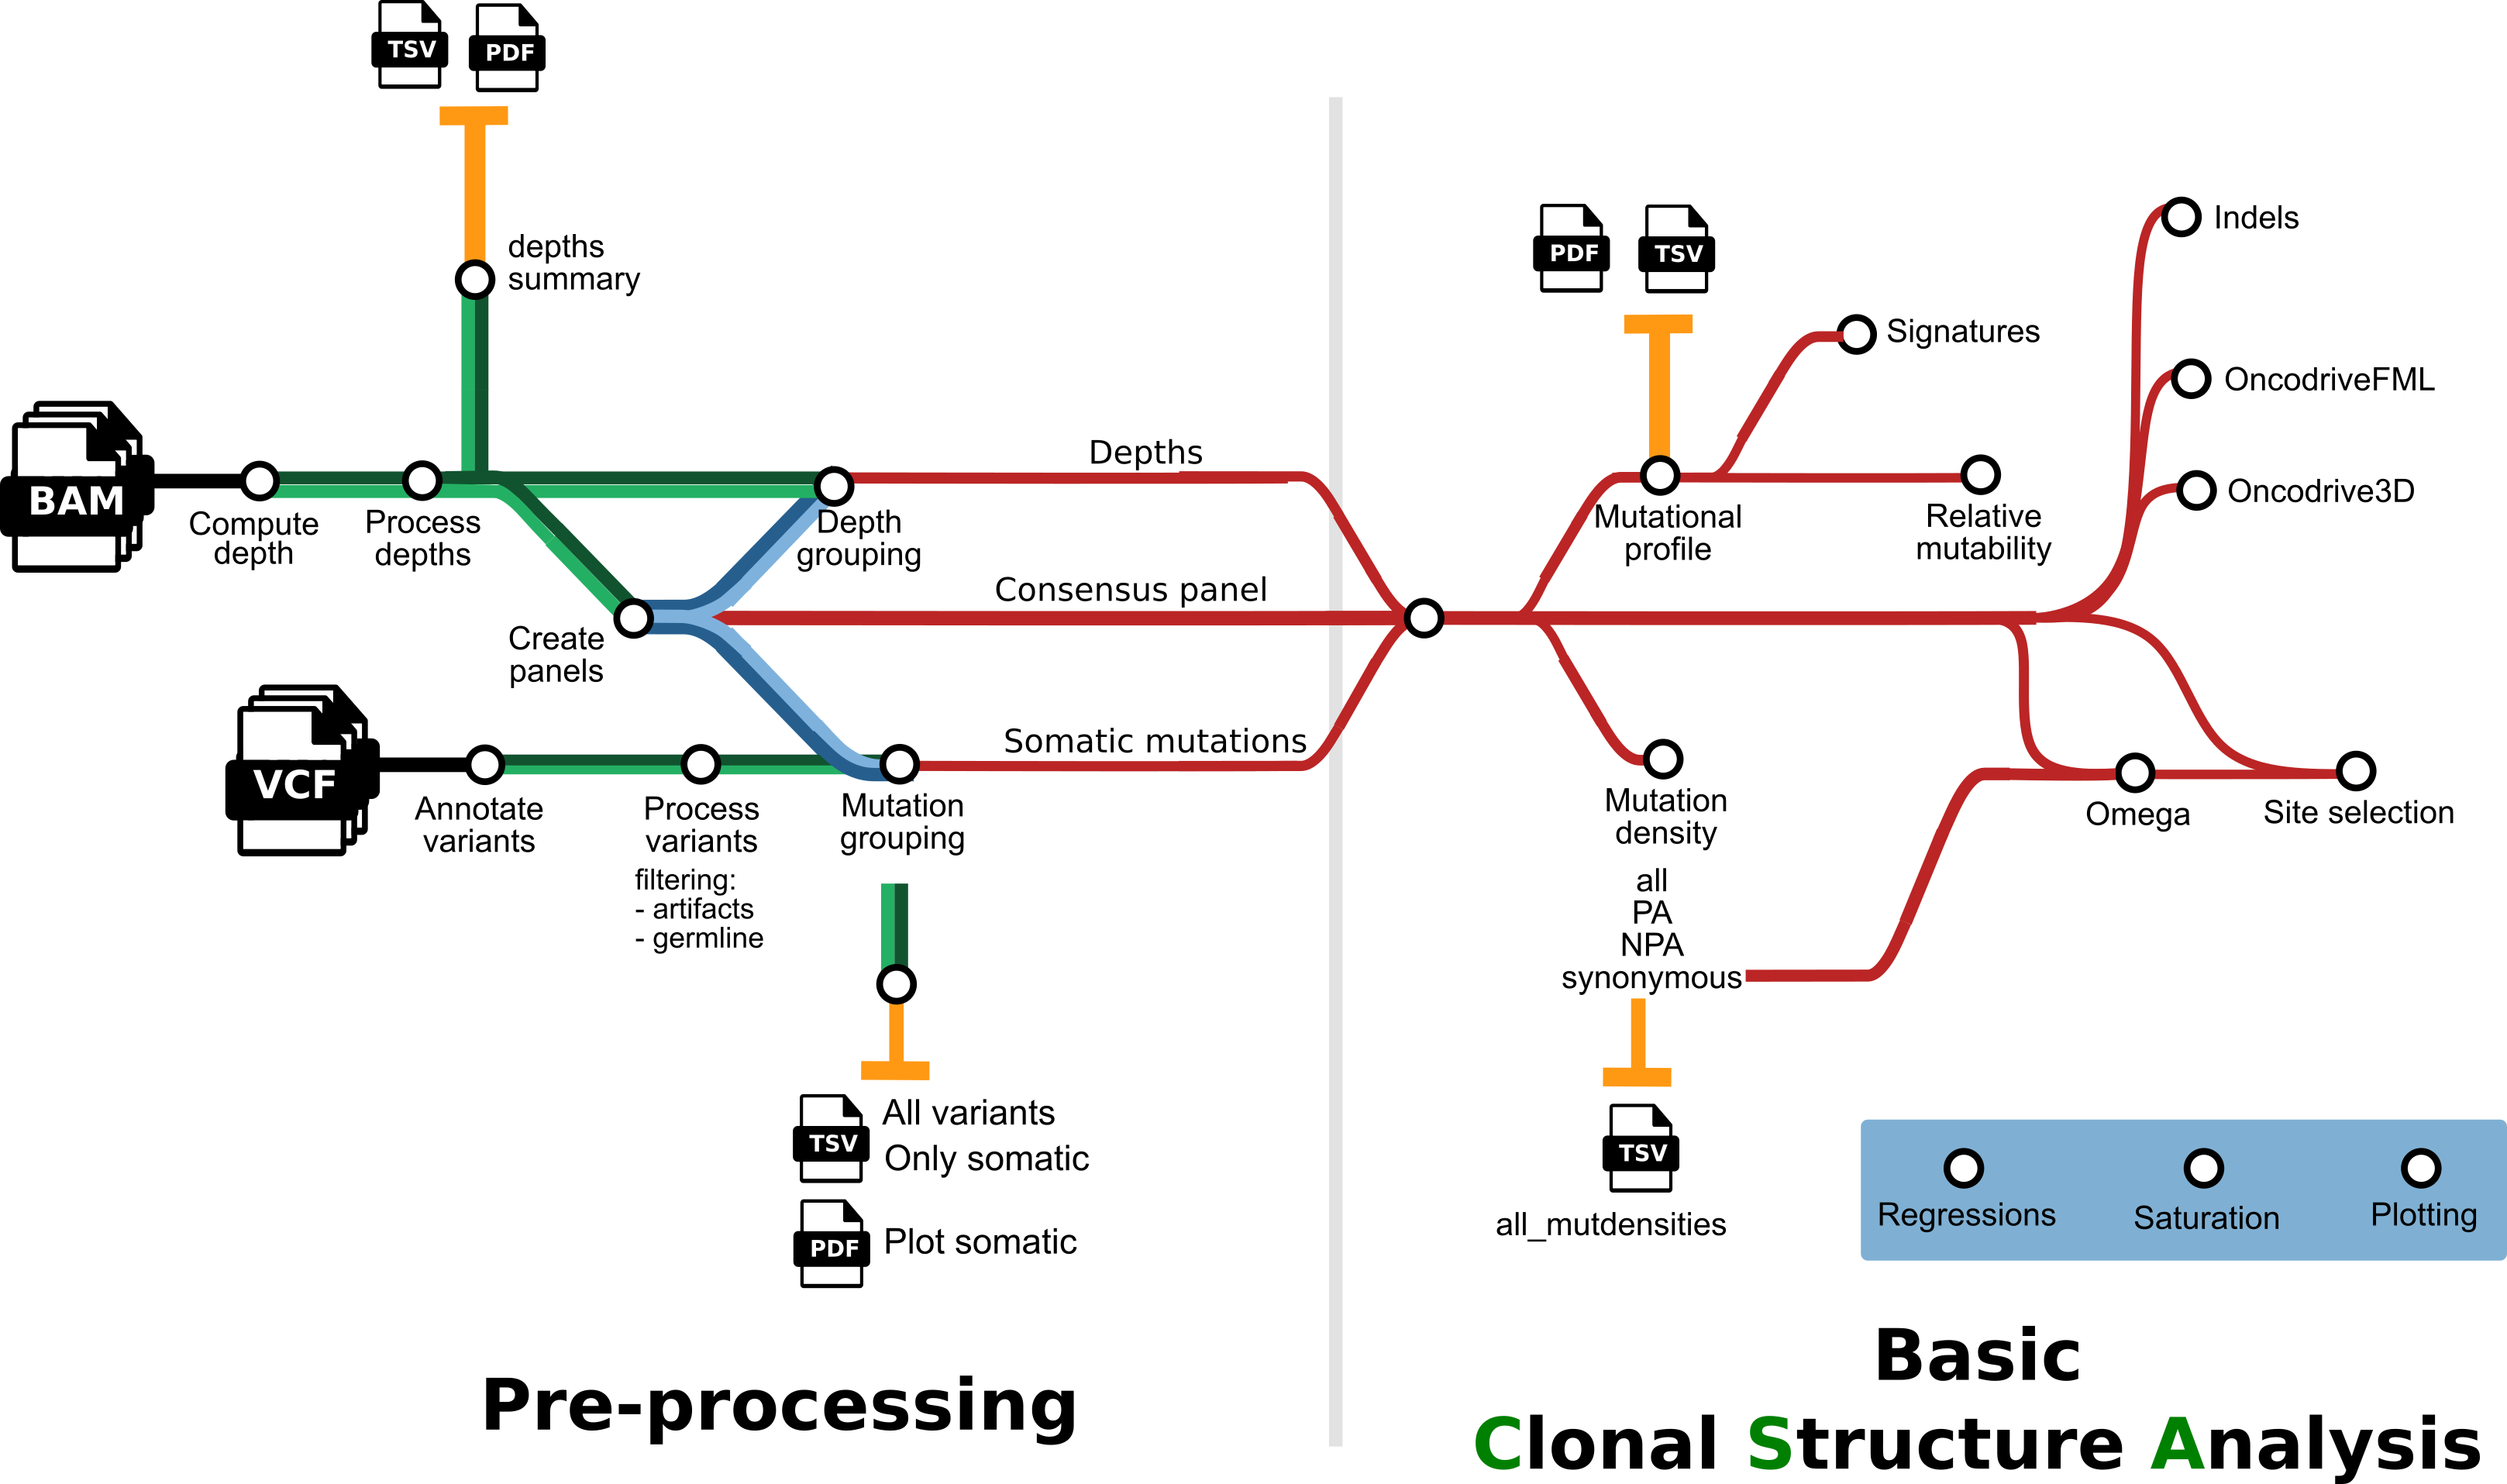 TSV
PDF
depths
summary
BAM
Compute
depth
Process
depths
Depth
grouping
Create
panels
VCF
Annotate
variants
Process
variants
filtering:
- artifacts
- germline
Mutation
grouping
TSV
All variants
Only somatic
PDF
Plot somatic
Depths
Consensus panel
Somatic mutations
Pre-processing
PDF
TSV
Signatures
Mutational
profile
Relative
mutability
Indels
OncodriveFML
Oncodrive3D
Mutation
density
all
PA
NPA
synonymous
TSV
all_mutdensities
Omega
Site selection
Regressions
Saturation
Plotting
Basic
Clonal Structure Analysis